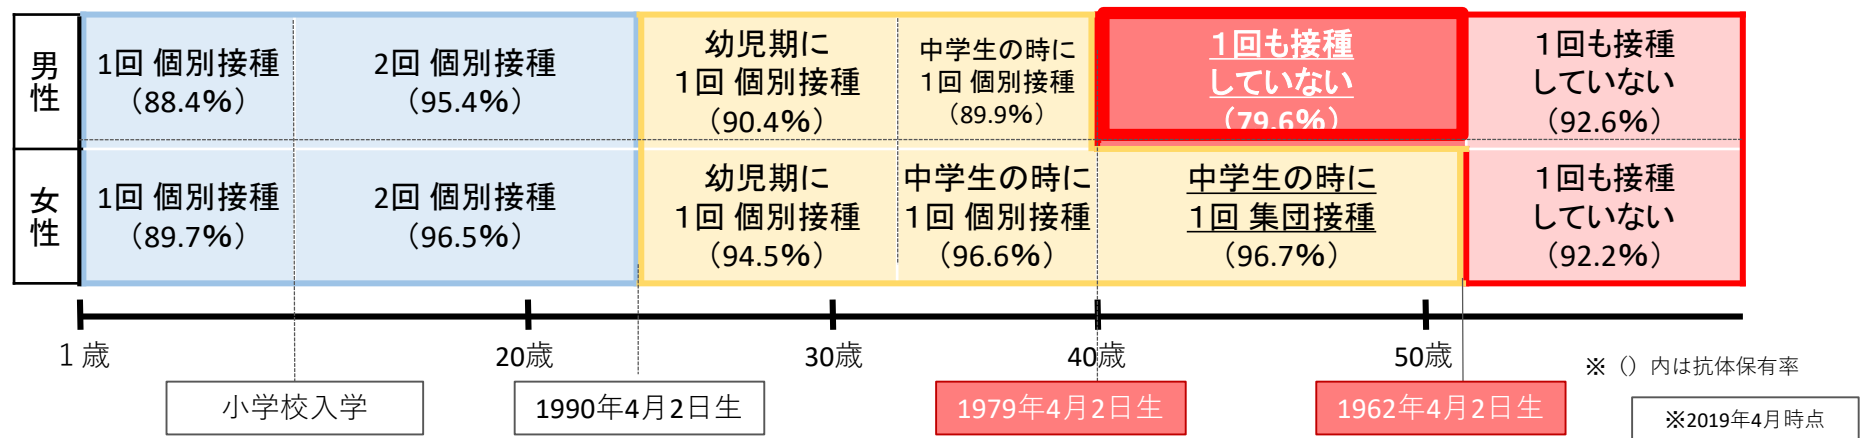 男性
1回 個別接種
（88.4％）
2回 個別接種
（95.4％）
幼児期に
１回 個別接種
（90.4％）
中学生の時に
１回 個別接種
（89.9％）
１回も接種
していない
（79.6％）
１回も接種
していない
（92.6％）
女性
1回 個別接種
（89.7％）
2回 個別接種
（96.5％）
幼児期に
１回 個別接種
（94.5％）
中学生の時に
１回 個別接種
（96.6％）
中学生の時に
１回 集団接種
（96.7％）
１回も接種
していない
（92.2％）
１歳
20歳
30歳
40歳
50歳
※（）内は抗体保有率
小学校入学
1990年4月2日生
1979年4月2日生
1962年4月2日生
※2019年4月時点